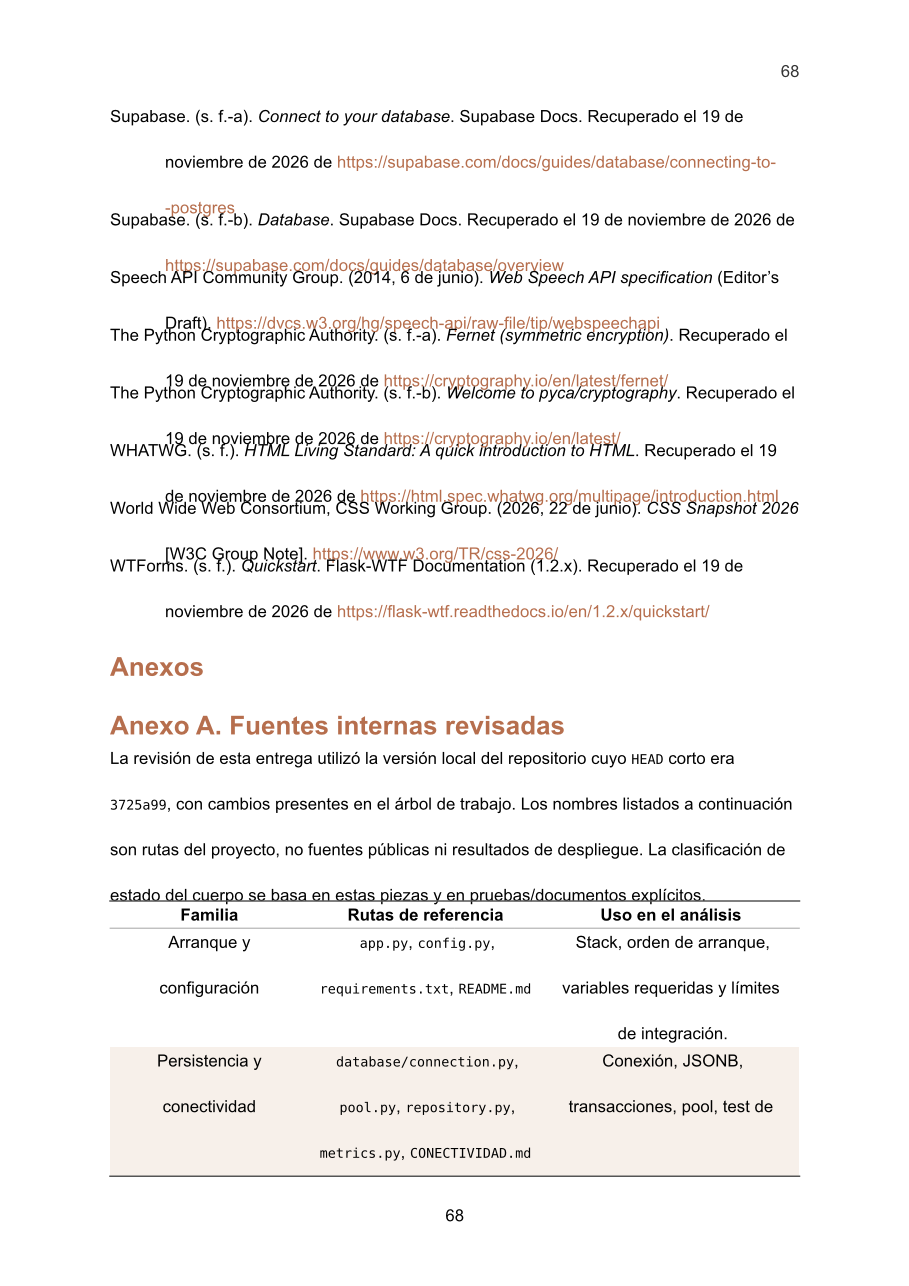 68
Supabase. (s. f.-a). Connect to your database. Supabase Docs. Recuperado el 19 de
noviembre de 2026 de https://supabase.com/docs/guides/database/connecting-to-
-postgres
Supabase. (s. f.-b). Database. Supabase Docs. Recuperado el 19 de noviembre de 2026 de
https://supabase.com/docs/guides/database/overview
Speech API Community Group. (2014, 6 de junio). Web Speech API specification (Editor’s
Draft). https://dvcs.w3.org/hg/speech-api/raw-file/tip/webspeechapi
The Python Cryptographic Authority. (s. f.-a). Fernet (symmetric encryption). Recuperado el
19 de noviembre de 2026 de https://cryptography.io/en/latest/fernet/
The Python Cryptographic Authority. (s. f.-b). Welcome to pyca/cryptography. Recuperado el
19 de noviembre de 2026 de https://cryptography.io/en/latest/
WHATWG. (s. f.). HTML Living Standard: A quick introduction to HTML. Recuperado el 19
de noviembre de 2026 de https://html.spec.whatwg.org/multipage/introduction.html
World Wide Web Consortium, CSS Working Group. (2026, 22 de junio). CSS Snapshot 2026
[W3C Group Note]. https://www.w3.org/TR/css-2026/
WTForms. (s. f.). Quickstart. Flask-WTF Documentation (1.2.x). Recuperado el 19 de
noviembre de 2026 de https://flask-wtf.readthedocs.io/en/1.2.x/quickstart/
Anexos
Anexo A. Fuentes internas revisadas
La revisión de esta entrega utilizó la versión local del repositorio cuyo HEAD corto era
3725a99, con cambios presentes en el árbol de trabajo. Los nombres listados a continuación
son rutas del proyecto, no fuentes públicas ni resultados de despliegue. La clasificación de
estado del cuerpo se basa en estas piezas y en pruebas/documentos explícitos.
Familia Rutas de referencia Uso en el análisis
Arranque y app.py, config.py, Stack, orden de arranque,
configuración requirements.txt, README.md variables requeridas y límites
de integración.
Persistencia y database/connection.py, Conexión, JSONB,
conectividad pool.py, repository.py, transacciones, pool, test de
metrics.py, CONECTIVIDAD.md
68